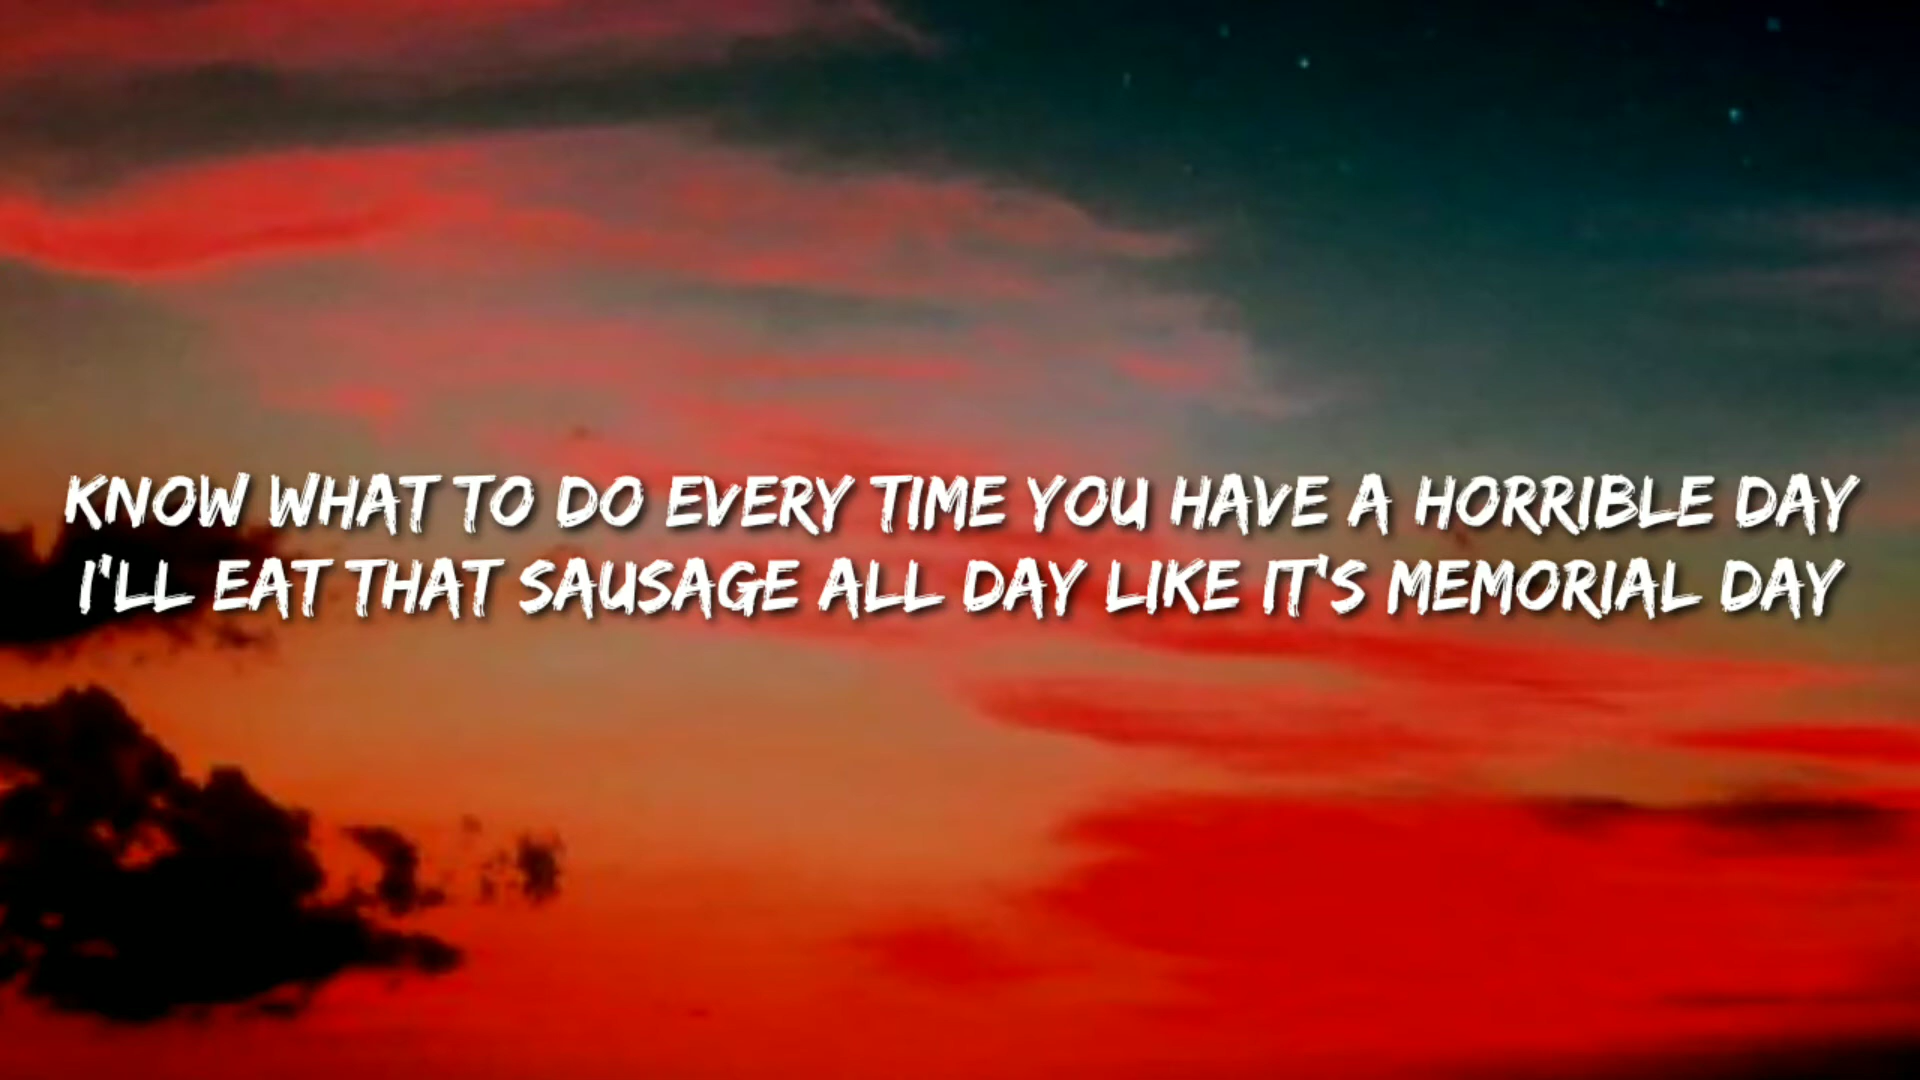 KNOW WHAT TO DO EVERY TIME YOU HAVE A HORRIBLE DAY
I'LL EAT THAT SAUSAGE ALL DAY LIKE IT'S MEMORIAL DAY